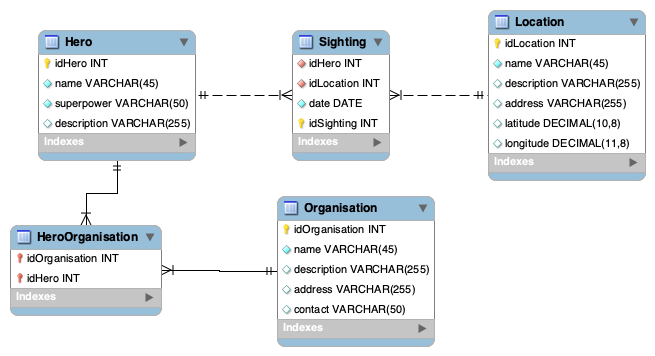 Hero
idHero INT
name VARCHAR(45)
superpower VARCHAR(50)
description VARCHAR(255)
Indexes
Sighting
idHero INT
idLocation INT
date DATE
idSighting INT
Indexes
Location
idLocation INT
name VARCHAR(45)
description VARCHAR(255)
address VARCHAR(255)
latitude DECIMAL(10,8)
longitude DECIMAL(11,8)
Indexes
HeroOrganisation
idOrganisation INT
idHero INT
Indexes
Organisation
idOrganisation INT
name VARCHAR(45)
description VARCHAR(255)
address VARCHAR(255)
contact VARCHAR(50)
Indexes